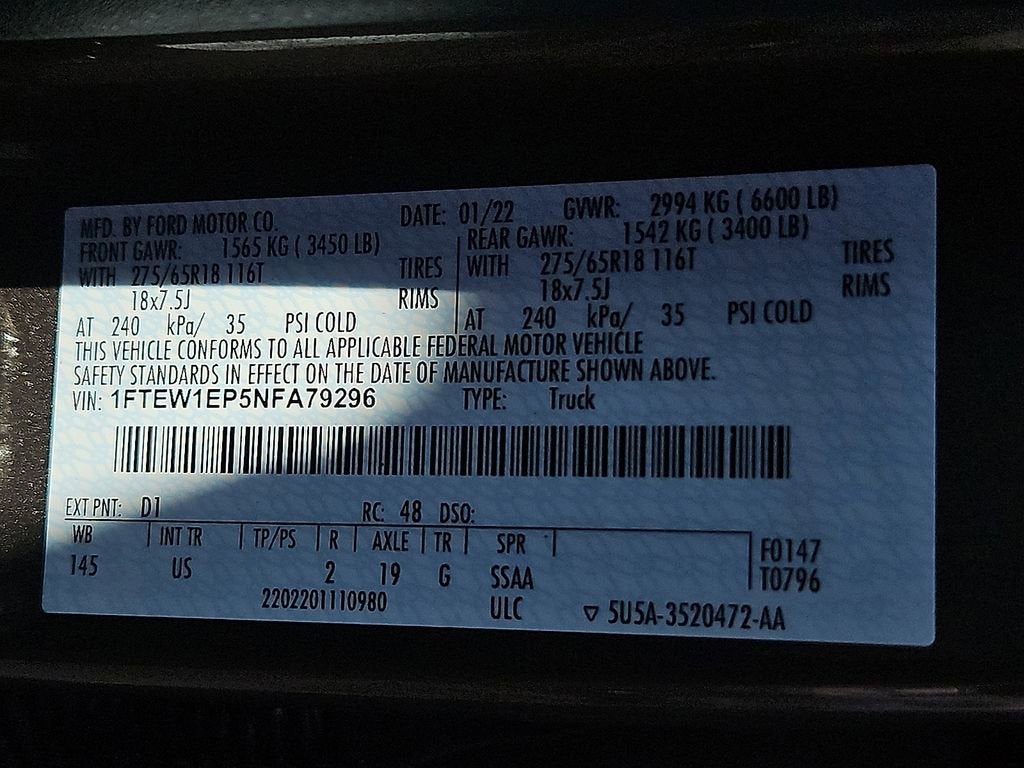 MFD. BY FORD MOTOR CO. DATE: 01/22 GVWR: 2994 KG ( 6600 LB)
FRONT GAWR: 1565 KG ( 3450 LB) REAR GAWR: 1542 KG ( 3400 LB)
WITH 275/65R18 116T TIRES WITH 275/65R18 116T TIRES
18x7.5J RIMS 18x7.5J RIMS
AT 240 kPa/ 35 PSI COLD AT 240 kPa/ 35 PSI COLD
THIS VEHICLE CONFORMS TO ALL APPLICABLE FEDERAL MOTOR VEHICLE
SAFETY STANDARDS IN EFFECT ON THE DATE OF MANUFACTURE SHOWN ABOVE.
VIN: 1FTEW1EP5NFA79296 TYPE: Truck
EXT PNT: D1 RC: 48 DSO:
WB INT TR TP/PS R AXLE TR SPR F0147
145 US 2 19 G SSAA T0796
2202201110980 ULC ▽ 5U5A-3520472-AA